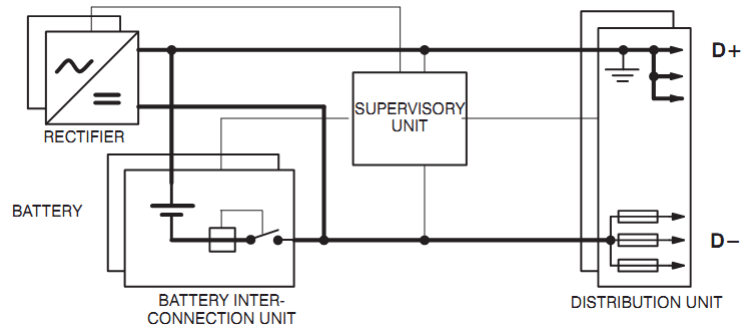 D+
SUPERVISORY
UNIT
RECTIFIER
BATTERY
D−
BATTERY INTER-
CONNECTION UNIT
DISTRIBUTION UNIT